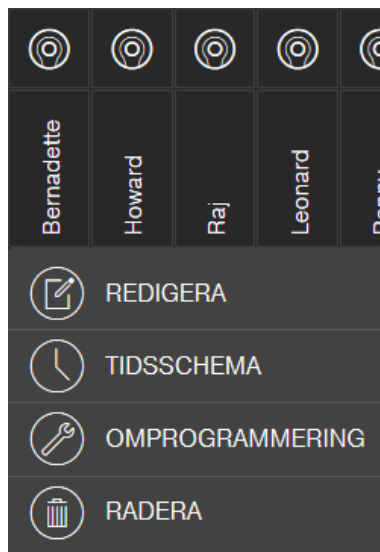 Bernadette
Howard
Raj
Leonard
REDIGERA
TIDSSCHEMA
OMPROGRAMMERING
RADERA